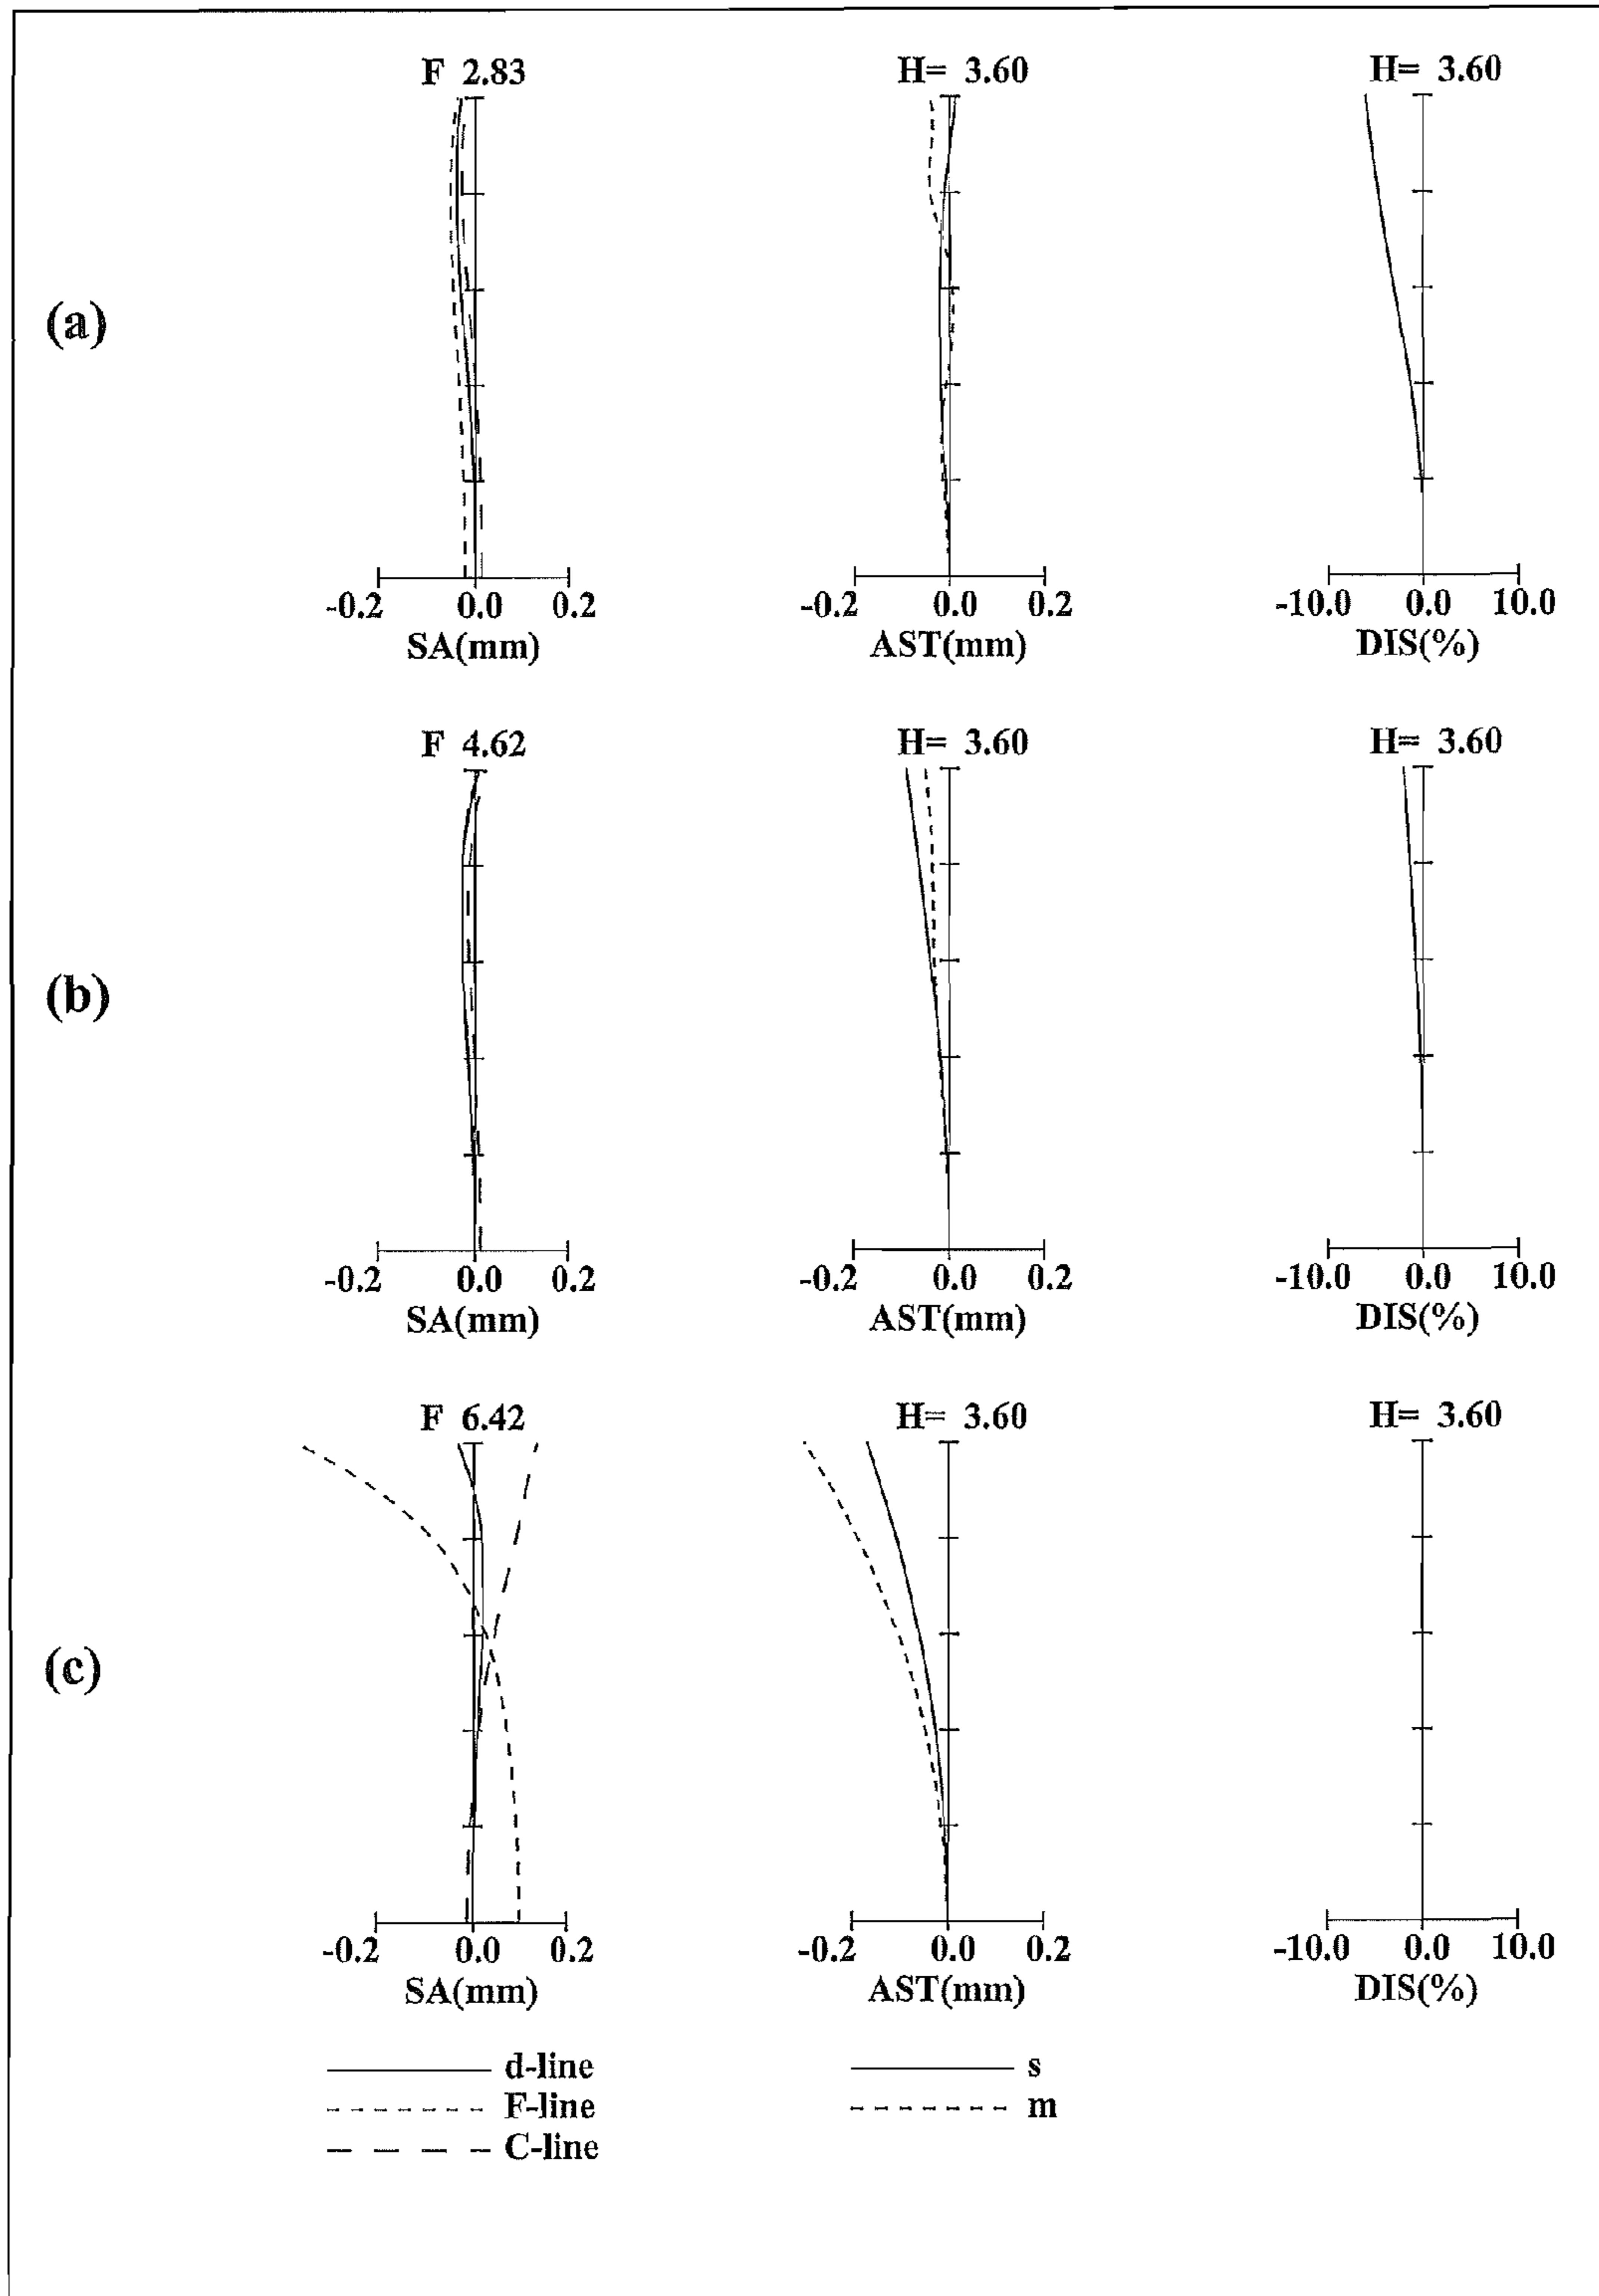 F 2.83 H= 3.60 H= 3.60
(a)
-0.2 0.0 0.2 -0.2 0.0 0.2 -10.0 0.0 10.0
SA(mm) AST(mm) DIS(%)
F 4.62 H= 3.60 H= 3.60
(b)
-0.2 0.0 0.2 -0.2 0.0 0.2 -10.0 0.0 10.0
SA(mm) AST(mm) DIS(%)
F 6.42 H= 3.60 H= 3.60
(c)
-0.2 0.0 0.2 -0.2 0.0 0.2 -10.0 0.0 10.0
SA(mm) AST(mm) DIS(%)
d-line s
F-line m
C-line